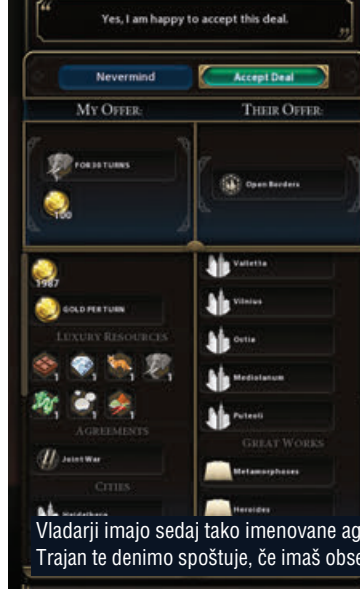 Yes, I am happy to accept this deal.
Nevermind
Accept Deal
MY OFFER:
THEIR OFFER:
FOR 30 TURNS
100
Open Borders
1987
GOLD PER TURN
LUXURY RESOURCES
1 1 1 1
1 1 1
AGREEMENTS
Joint War
CITIES
Heidelberg
Valletta
Vilnius
Ostia
Mediolanum
Puteoli
GREAT WORKS
Metamorphoses
Heroides
Vladarji imajo sedaj tako imenovane ag
Trajan te denimo spoštuje, če imaš obse